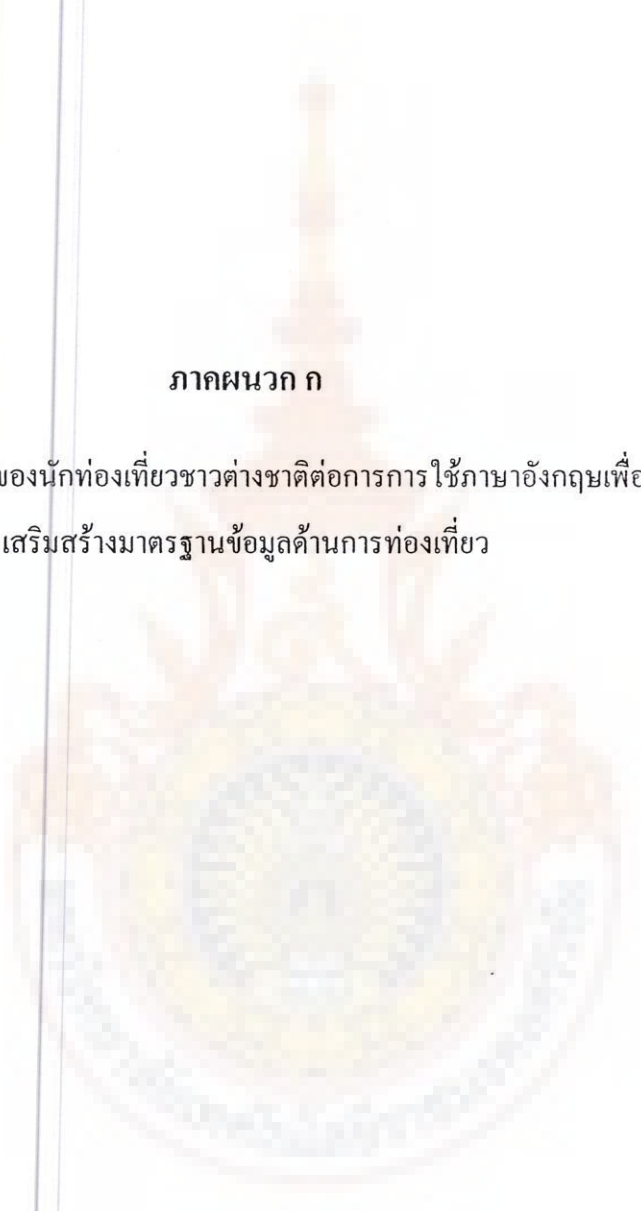 ภาคผนวก ก
ของนักท่องเที่ยวชาวต่างชาติต่อการการใช้ภาษาอังกฤษเพื่อ
เสริมสร้างมาตรฐานข้อมูลด้านการท่องเที่ยว